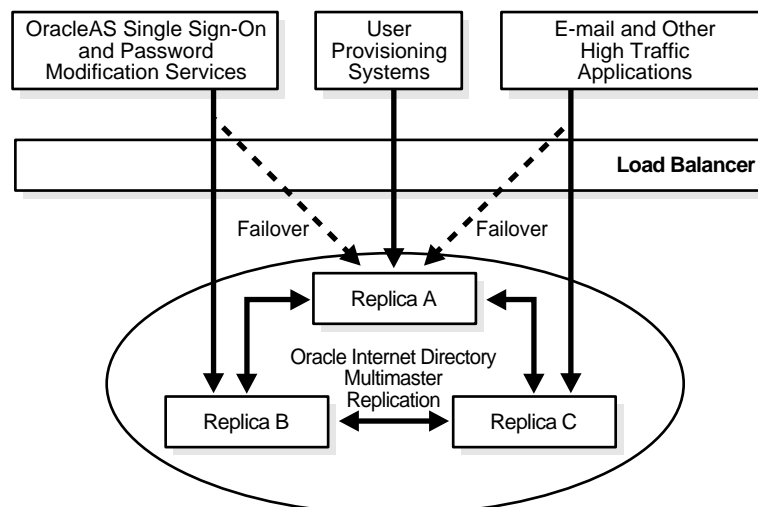 OracleAS Single Sign-On
and Password
Modification Services
User
Provisioning
Systems
E-mail and Other
High Traffic
Applications
Load Balancer
Failover
Failover
Replica A
Oracle Internet Directory
Multimaster
Replication
Replica B
Replica C